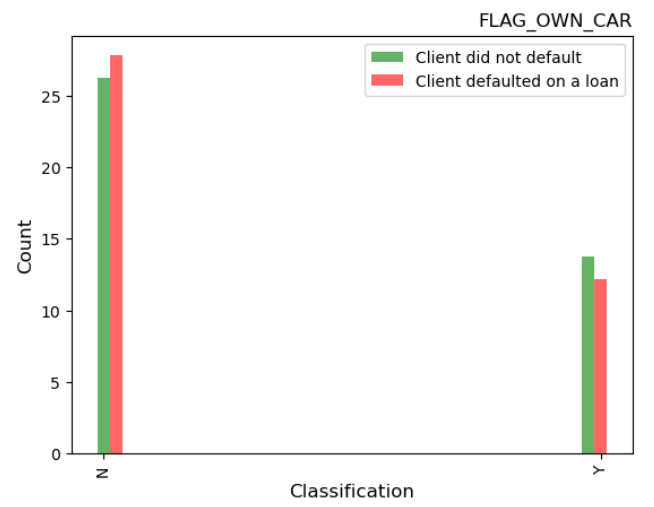 FLAG_OWN_CAR
Client did not default
Client defaulted on a loan
25
20
15
10
5
0
Count
N
Y
Classification